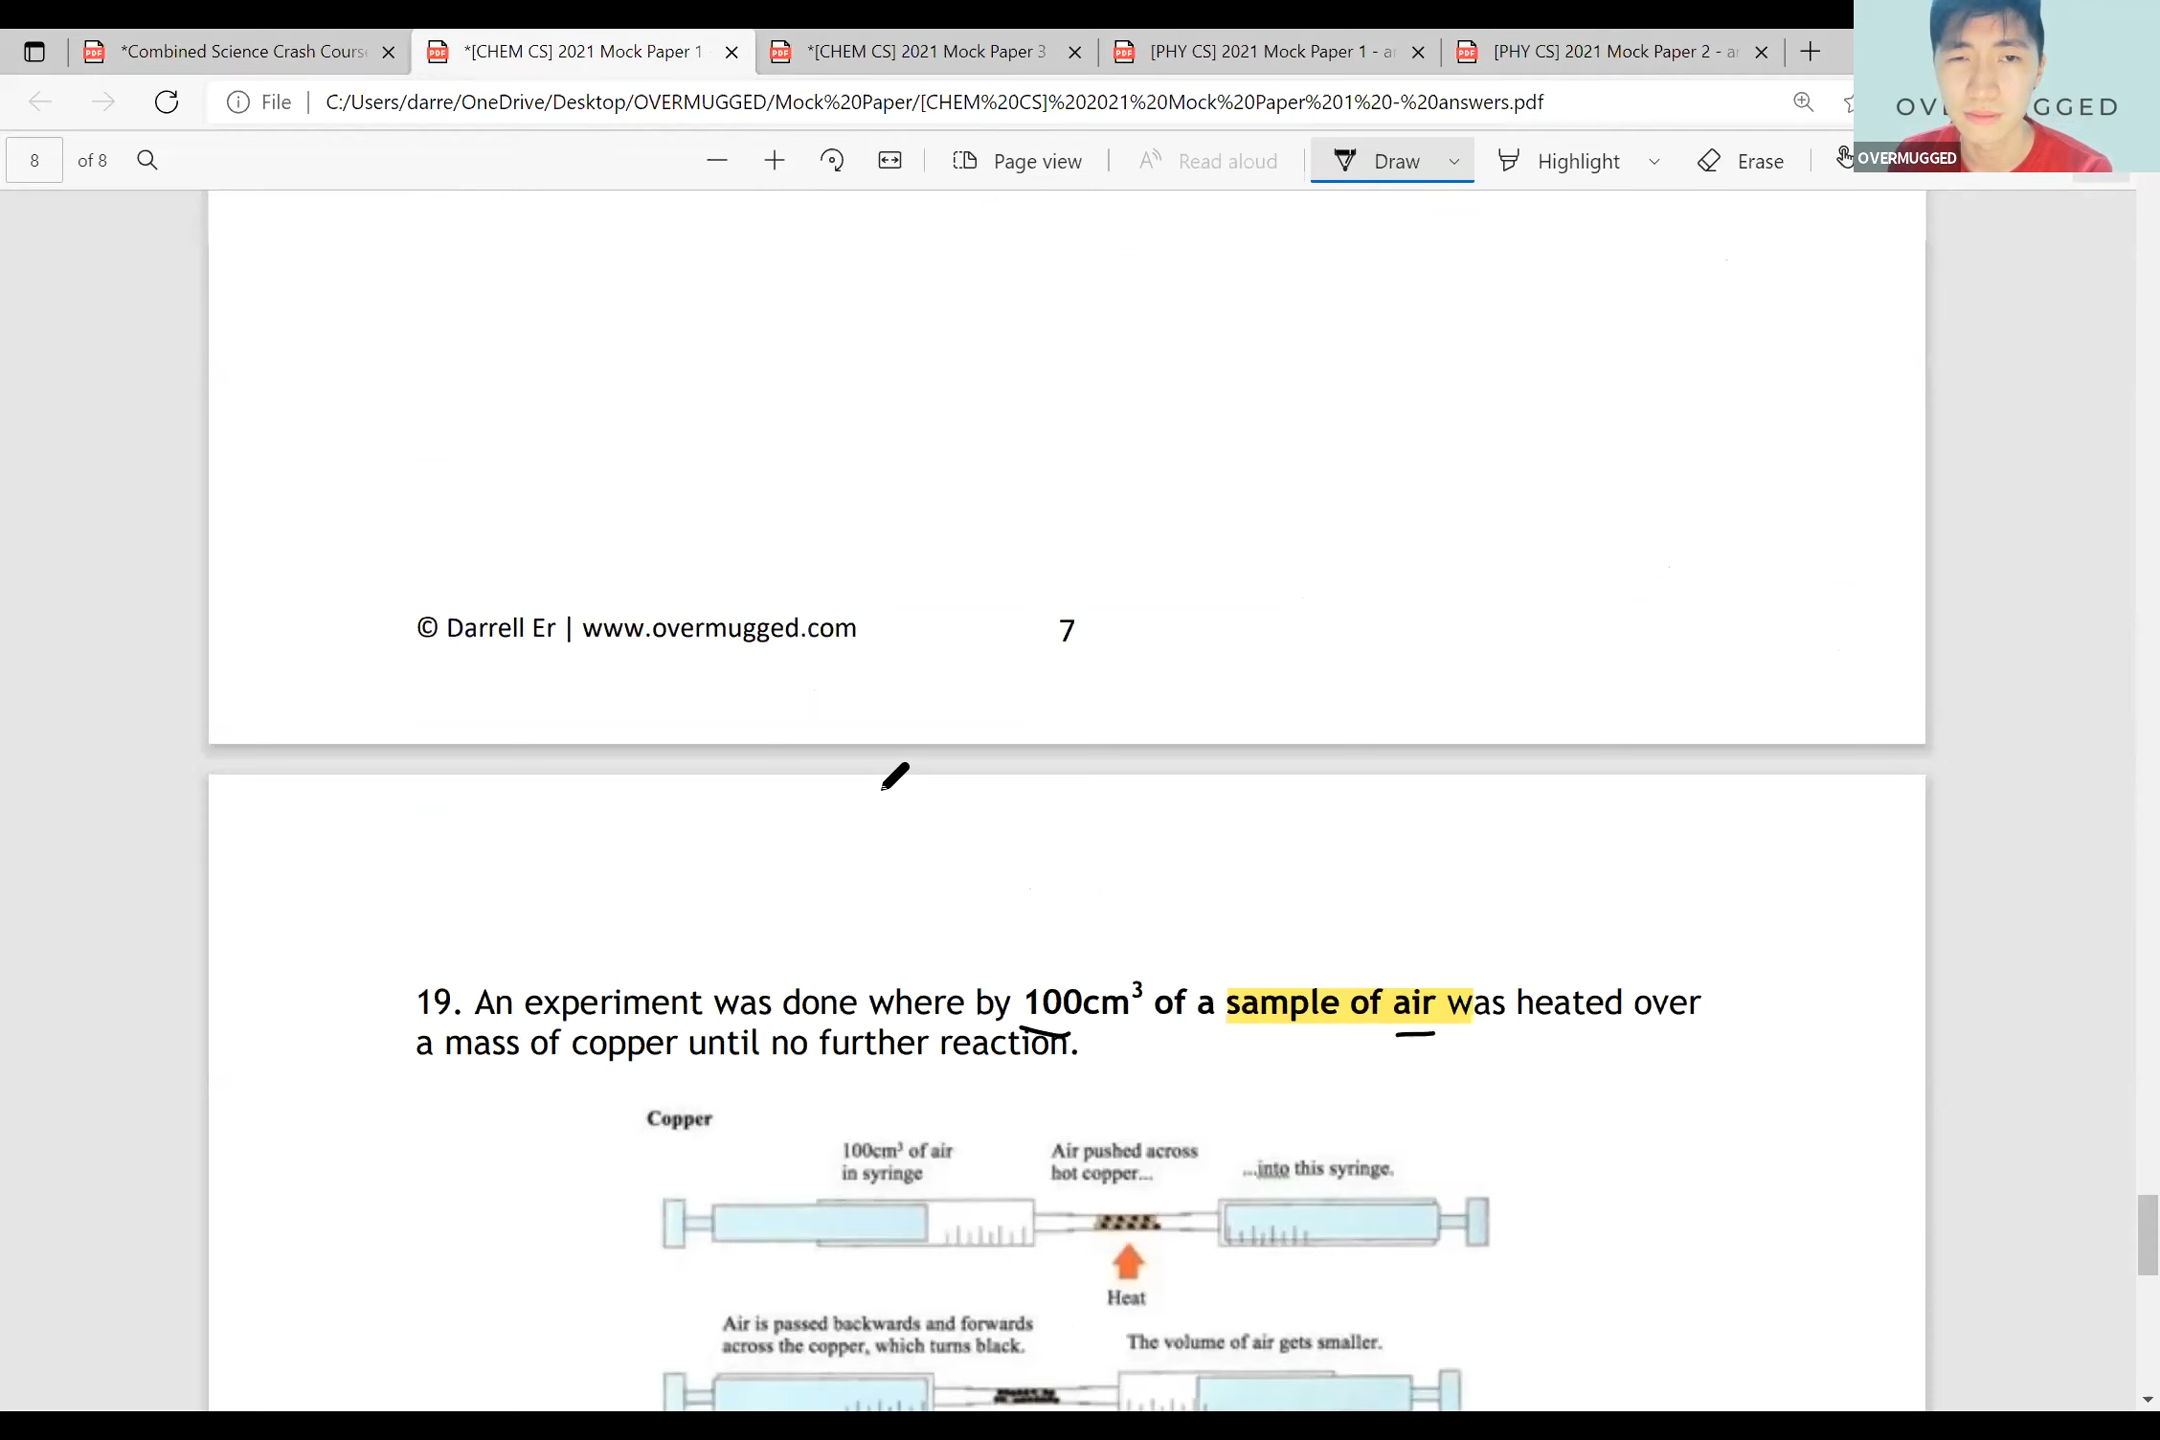 *Combined Science Crash Cours
*[CHEM CS] 2021 Mock Paper 1
*[CHEM CS] 2021 Mock Paper 3
[PHY CS] 2021 Mock Paper 1 - a
[PHY CS] 2021 Mock Paper 2 - a
File
C:/Users/darre/OneDrive/Desktop/OVERMUGGED/Mock%20Paper/[CHEM%20CS]%202021%20Mock%20Paper%201%20-%20answers.pdf
OV GGED
OVERMUGGED
8 of 8
Page view
Read aloud
Draw
Highlight
Erase
© Darrell Er | www.overmugged.com
7
19. An experiment was done where by 100cm³ of a sample of air was heated over
a mass of copper until no further reaction.
Copper
100cm³ of air
in syringe
Air pushed across
hot copper...
...into this syringe.
Heat
Air is passed backwards and forwards
across the copper, which turns black.
The volume of air gets smaller.